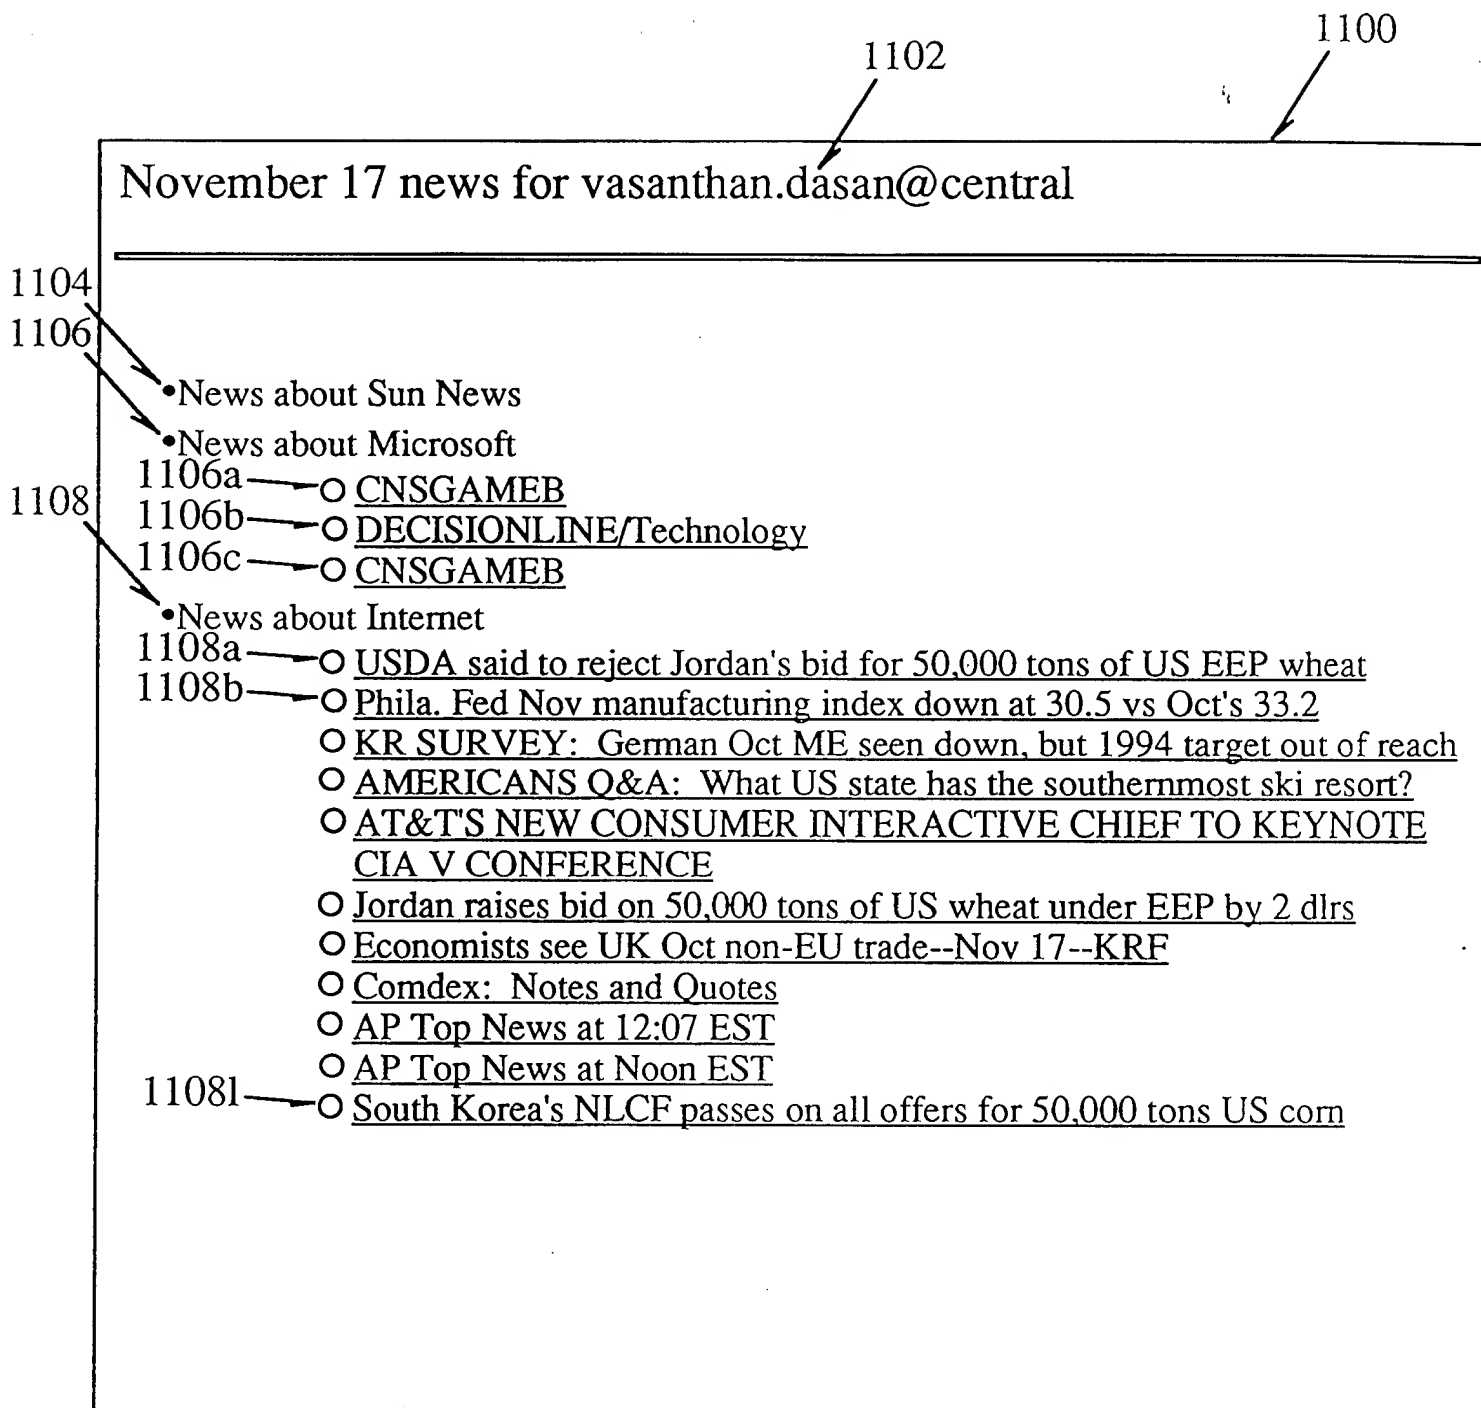 1102
1100
November 17 news for vasanthan.dasan@central
1104
1106
•News about Sun News
•News about Microsoft
1106a
CNSGAMEB
1108
1106b
DECISIONLINE/Technology
1106c
CNSGAMEB
•News about Internet
1108a
USDA said to reject Jordan's bid for 50,000 tons of US EEP wheat
1108b
Phila. Fed Nov manufacturing index down at 30.5 vs Oct's 33.2
KR SURVEY: German Oct ME seen down, but 1994 target out of reach
AMERICANS Q&A: What US state has the southernmost ski resort?
AT&T'S NEW CONSUMER INTERACTIVE CHIEF TO KEYNOTE
CIA V CONFERENCE
Jordan raises bid on 50,000 tons of US wheat under EEP by 2 dlrs
Economists see UK Oct non-EU trade--Nov 17--KRF
Comdex: Notes and Quotes
AP Top News at 12:07 EST
AP Top News at Noon EST
1108l
South Korea's NLCF passes on all offers for 50,000 tons US corn